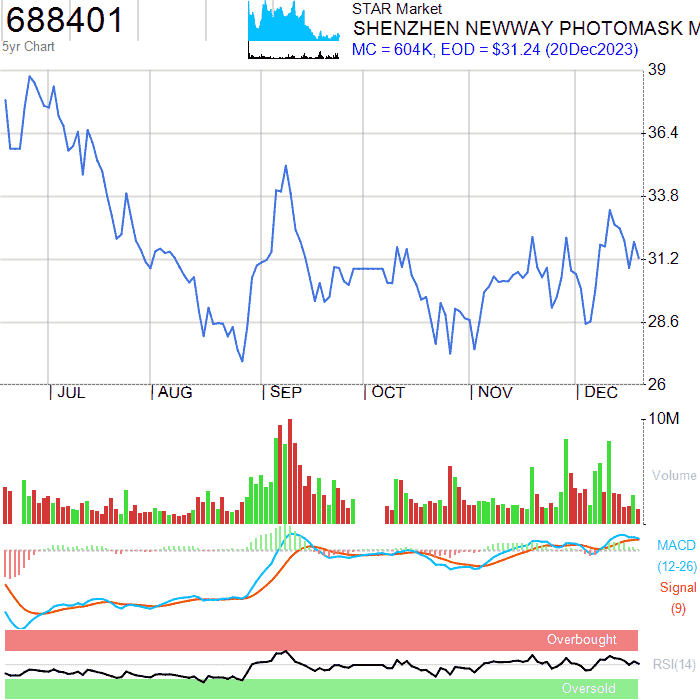 688401
5yr Chart
STAR Market
SHENZHEN NEWWAY PHOTOMASK M
MC = 604K, EOD = $31.24 (20Dec2023)
39
36.4
33.8
31.2
28.6
26
JUL AUG SEP OCT NOV DEC
10M
Volume
MACD
(12-26)
Signal
(9)
Overbought
RSI(14)
Oversold